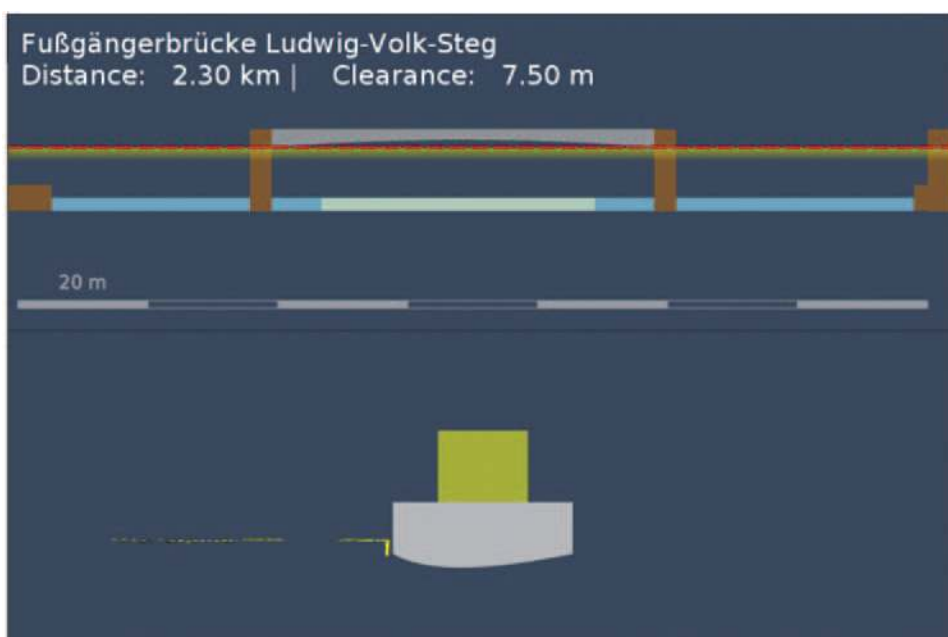 Fußgängerbrücke Ludwig-Volk-Steg
Distance: 2.30 km | Clearance: 7.50 m
20 m